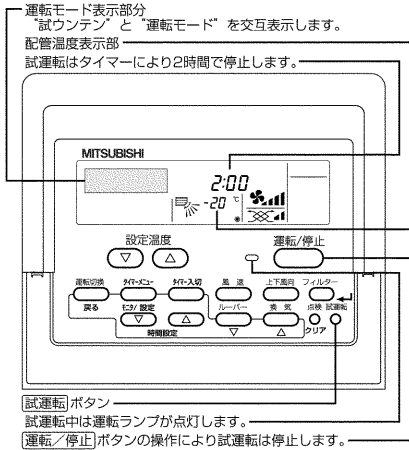 運転モード表示部分
"試ウンテン"と"運転モード"を交互表示します。
配管温度表示部
試運転はタイマーにより2時間で停止します。
MITSUBISHI
2:00
-20 ℃
設定温度
運転/停止
▽ △
運転切換 タイマーメニュー タイマー入切 風 速 上下風向 フィルター
戻る モニタ/ 設定 ルーバー 換 気 点検 試運転
▽ △ ▽ △ クリア
時間設定
試運転 ボタン
試運転中は運転ランプが点灯します。
運転/停止 ボタンの操作により試運転は停止します。